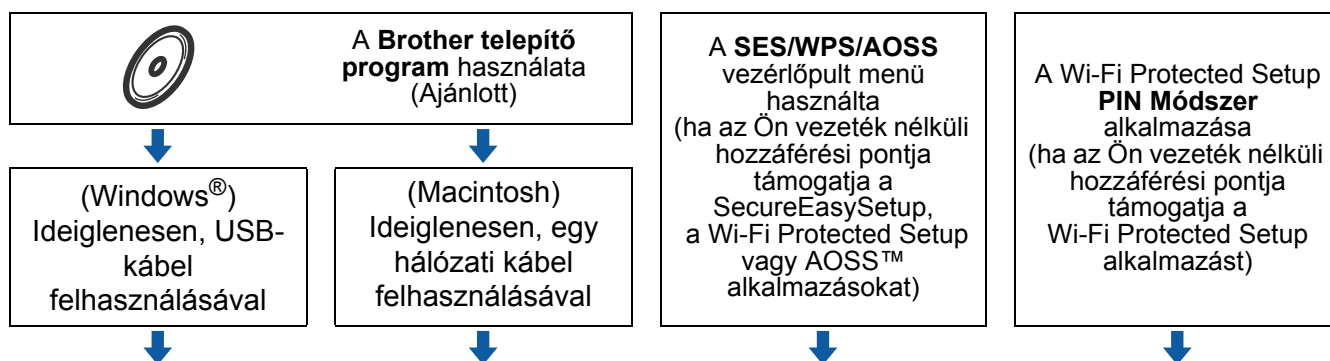 A Brother telepítő
program használata
(Ajánlott)
(Windows®)
Ideiglenesen, USB-
kábel
felhasználásával
(Macintosh)
Ideiglenesen, egy
hálózati kábel
felhasználásával
A SES/WPS/AOSS
vezérlőpult menü
használta
(ha az Ön vezeték nélküli
hozzáférési pontja
támogatja a
SecureEasySetup,
a Wi-Fi Protected Setup
vagy AOSS™
alkalmazásokat)
A Wi-Fi Protected Setup
PIN Módszer
alkalmazása
(ha az Ön vezeték nélküli
hozzáférési pontja
támogatja a
Wi-Fi Protected Setup
alkalmazást)